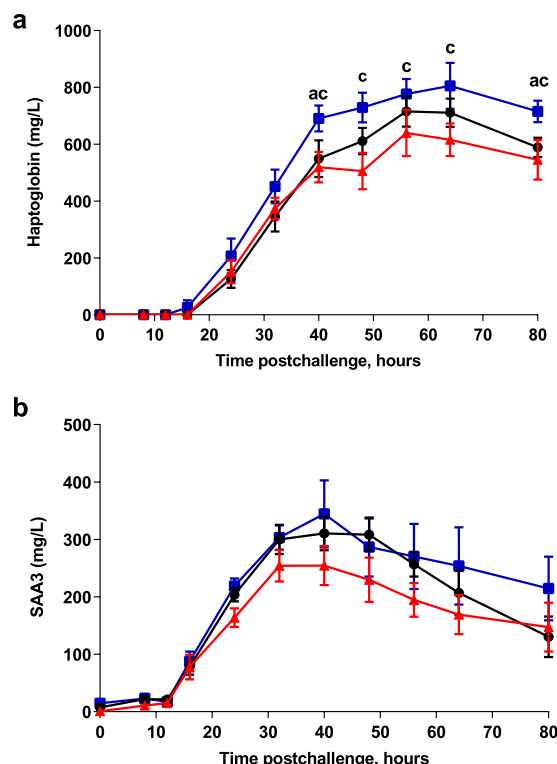 a
1000
800
600
400
200
0
Haptoglobin (mg/L)
ac
c
c
c
ac
0 10 20 30 40 50 60 70 80
Time postchallenge, hours
b
500
400
300
200
100
0
SAA3 (mg/L)
0 10 20 30 40 50 60 70 80
Time postchallenge, hours